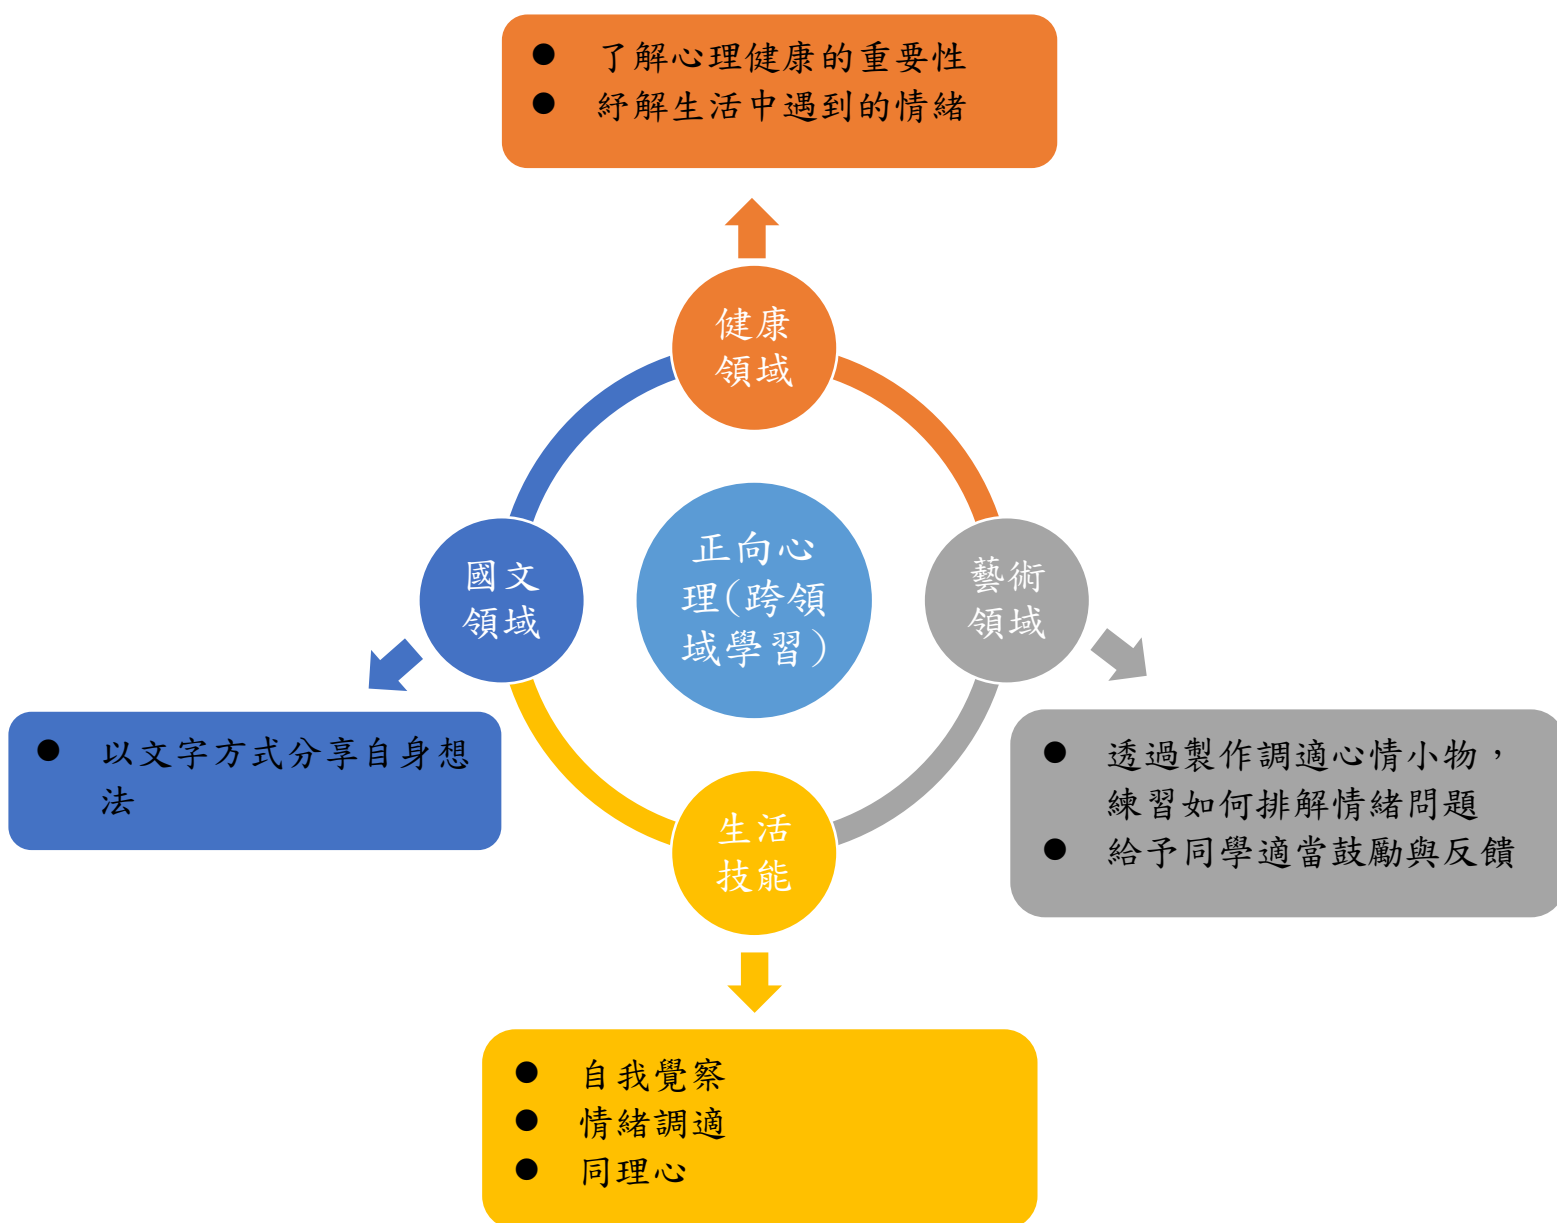 ● 了解心理健康的重要性
● 紓解生活中遇到的情緒
健康
領域
國文
領域
正向心
理(跨領
域學習)
藝術
領域
● 以文字方式分享自身想
法
● 透過製作調適心情小物，
練習如何排解情緒問題
● 給予同學適當鼓勵與反饋
生活
技能
● 自我覺察
● 情緒調適
● 同理心